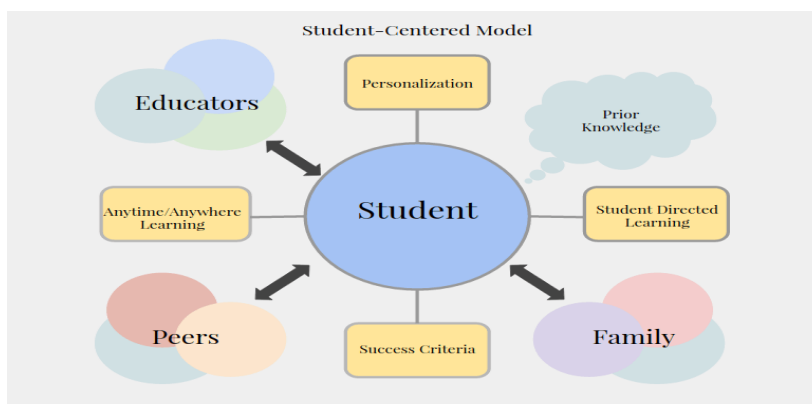 Student-Centered Model
Personalization
Educators
Prior
Knowledge
Student
Anytime/Anywhere
Learning
Student Directed
Learning
Peers
Success Criteria
Family